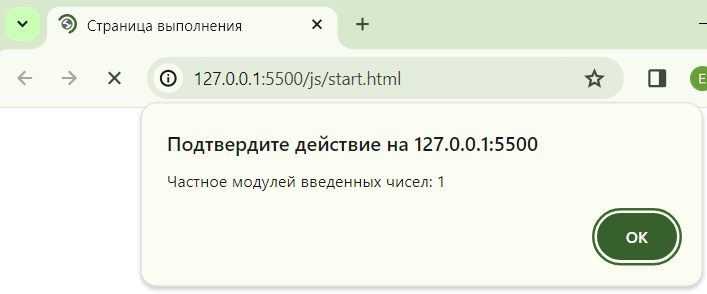 Страница выполнения
127.0.0.1:5500/js/start.html
E
Подтвердите действие на 127.0.0.1:5500
Частное модулей введенных чисел: 1
ОК